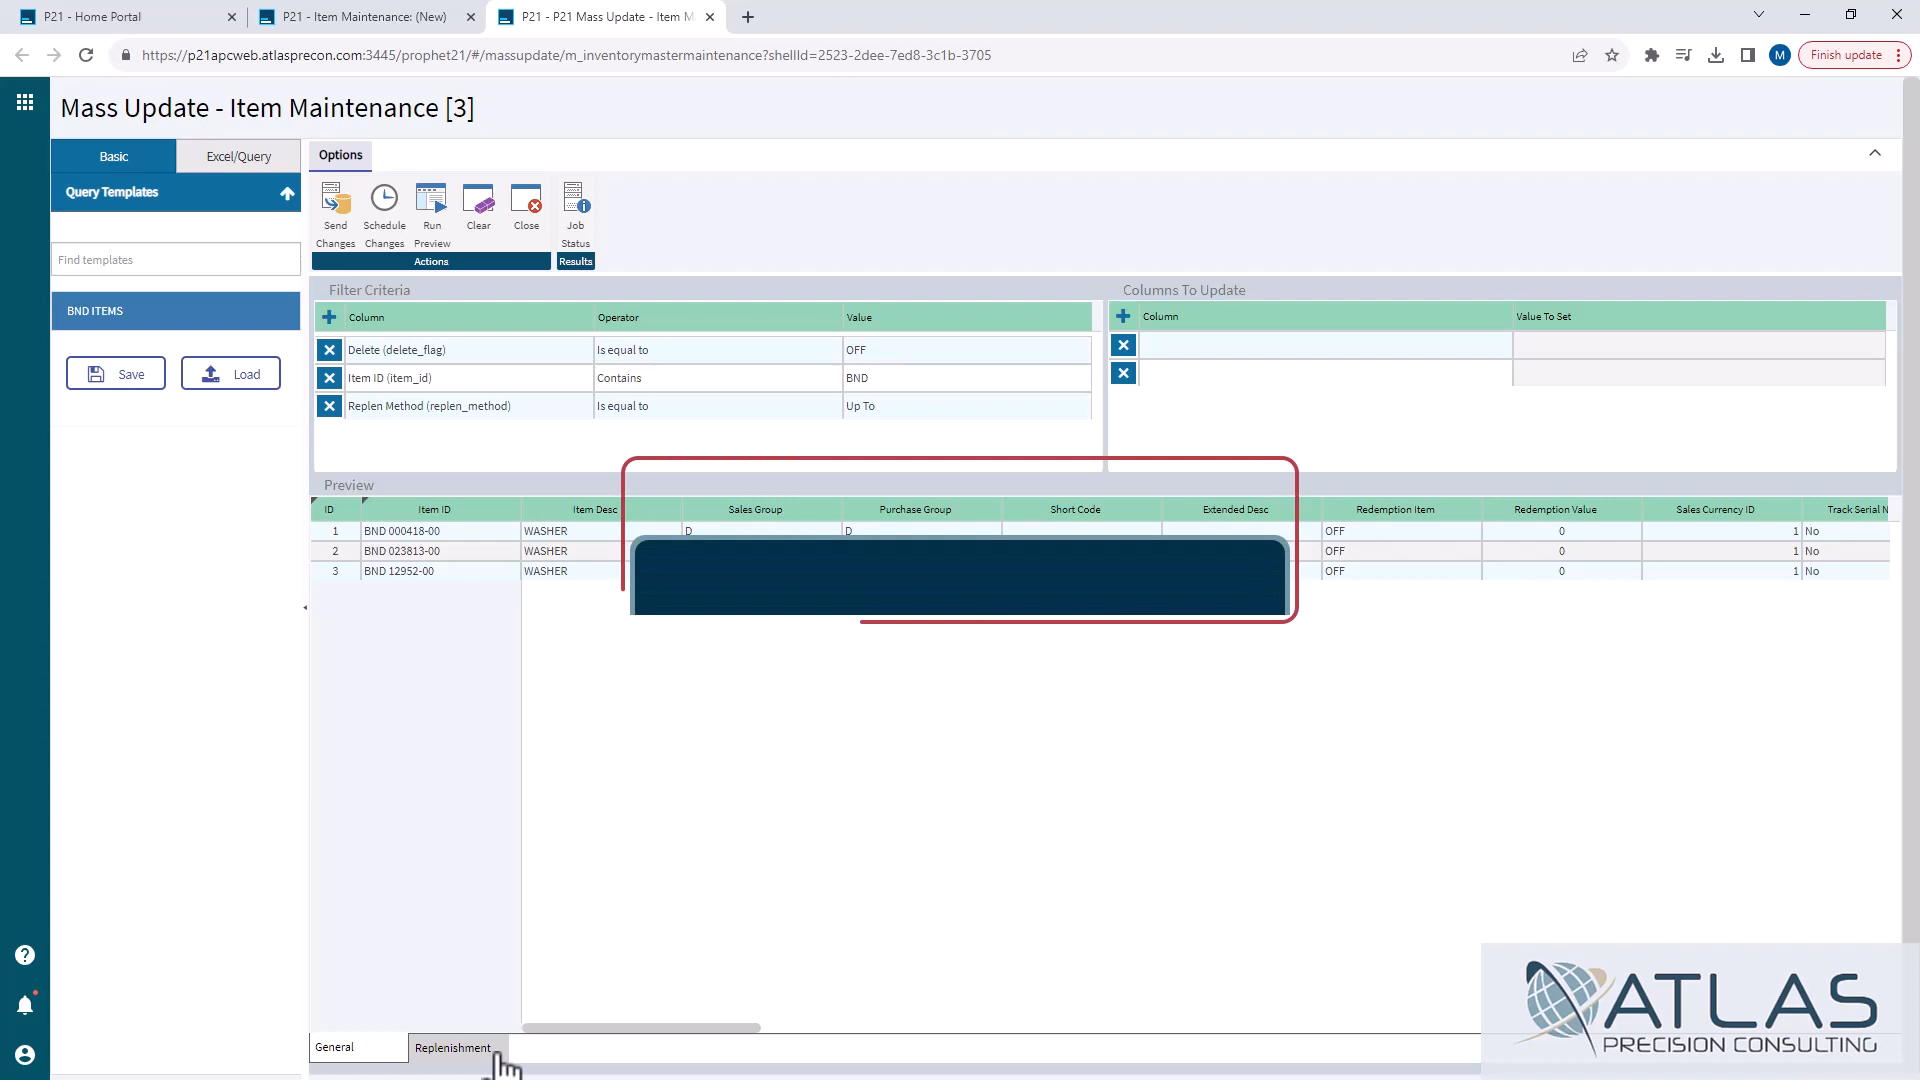 P21 - Home Portal
P21 - Item Maintenance: (New)
P21 - P21 Mass Update - Item M
https://p21apcweb.atlasprecon.com:3445/prophet21/#/massupdate/m_inventorymastermaintenance?shellId=2523-2dee-7ed8-3c1b-3705
M
Finish update
Mass Update - Item Maintenance [3]
Basic
Excel/Query
Options
Query Templates
Send Changes
Schedule Changes
Run Preview
Clear
Close
Job Status
Actions
Results
Find templates
BND ITEMS
Save
Load
Filter Criteria
Column Operator Value
Delete (delete_flag) Is equal to OFF
Item ID (item_id) Contains BND
Replen Method (replen_method) Is equal to Up To
Columns To Update
Column Value To Set
Preview
ID Item ID Item Desc Sales Group Purchase Group Short Code Extended Desc Redemption Item Redemption Value Sales Currency ID Track Serial N
1 BND 000418-00 WASHER D D OFF 0 1 No
2 BND 023813-00 WASHER OFF 0 1 No
3 BND 12952-00 WASHER OFF 0 1 No
General
Replenishment
ATLAS
PRECISION CONSULTING